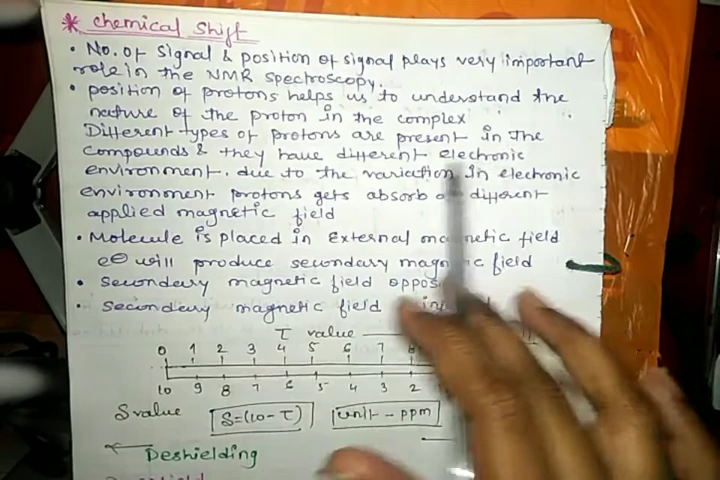 * Chemical Shift
• No. of Signal & position of signal plays very important
role in the NMR spectroscopy.
• position of protons helps us to understand the
nature of the proton in the complex
Different types of protons are present in the
compounds & they have different electronic
environment. due to the variation in electronic
environment protons gets absorb different
applied magnetic field
• Molecule is placed in External magnetic field
e⊖ will produce secondary magnetic field
• secondary magnetic field
• secondary magnetic field
τ value
0 1 2 3 4 5 6 7 8
10 9 8 7 6 5 4 3 2
S value S=(10-τ) unit - ppm
← Deshielding